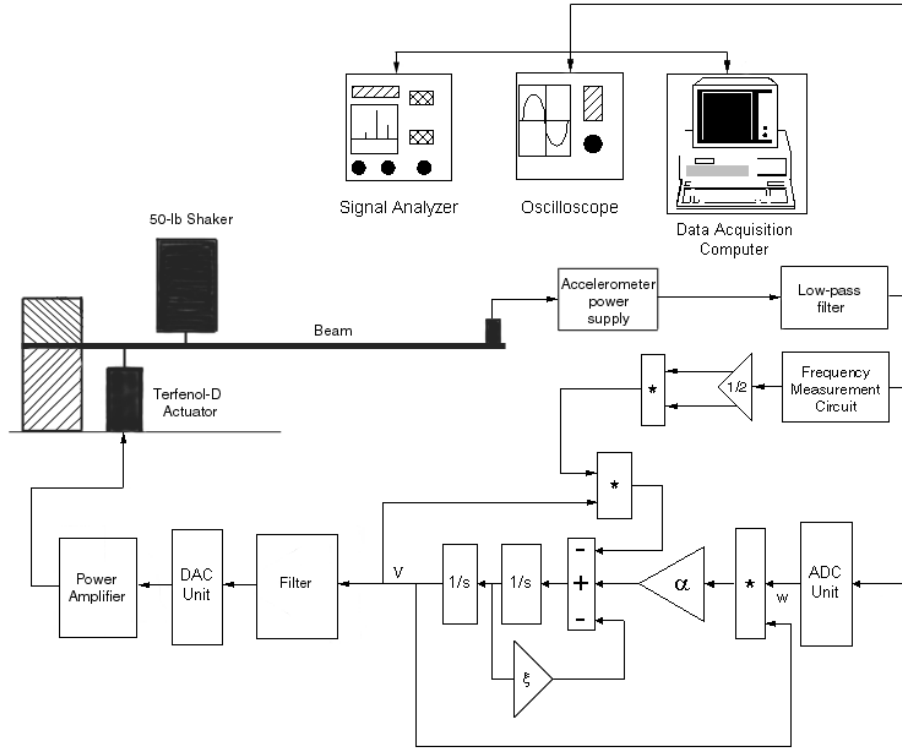 Signal Analyzer
Oscilloscope
Data Acquisition
Computer
50-lb Shaker
Beam
Accelerometer
power
supply
Low-pass
filter
Terfenol-D
Actuator
*
1/2
Frequency
Measurement
Circuit
*
Power
Amplifier
DAC
Unit
Filter
V
1/s
1/s
-
+
-
α
*
w
ADC
Unit
ξ